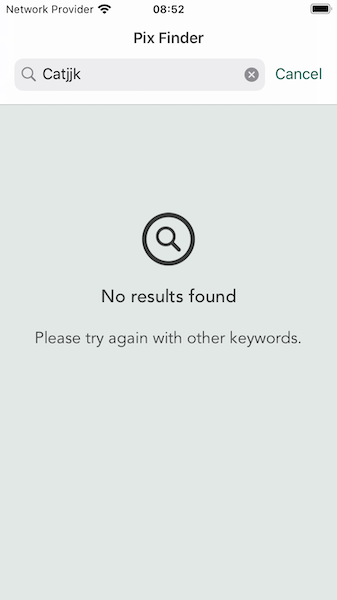 Network Provider 08:52
Pix Finder
Catjjk Cancel
No results found
Please try again with other keywords.